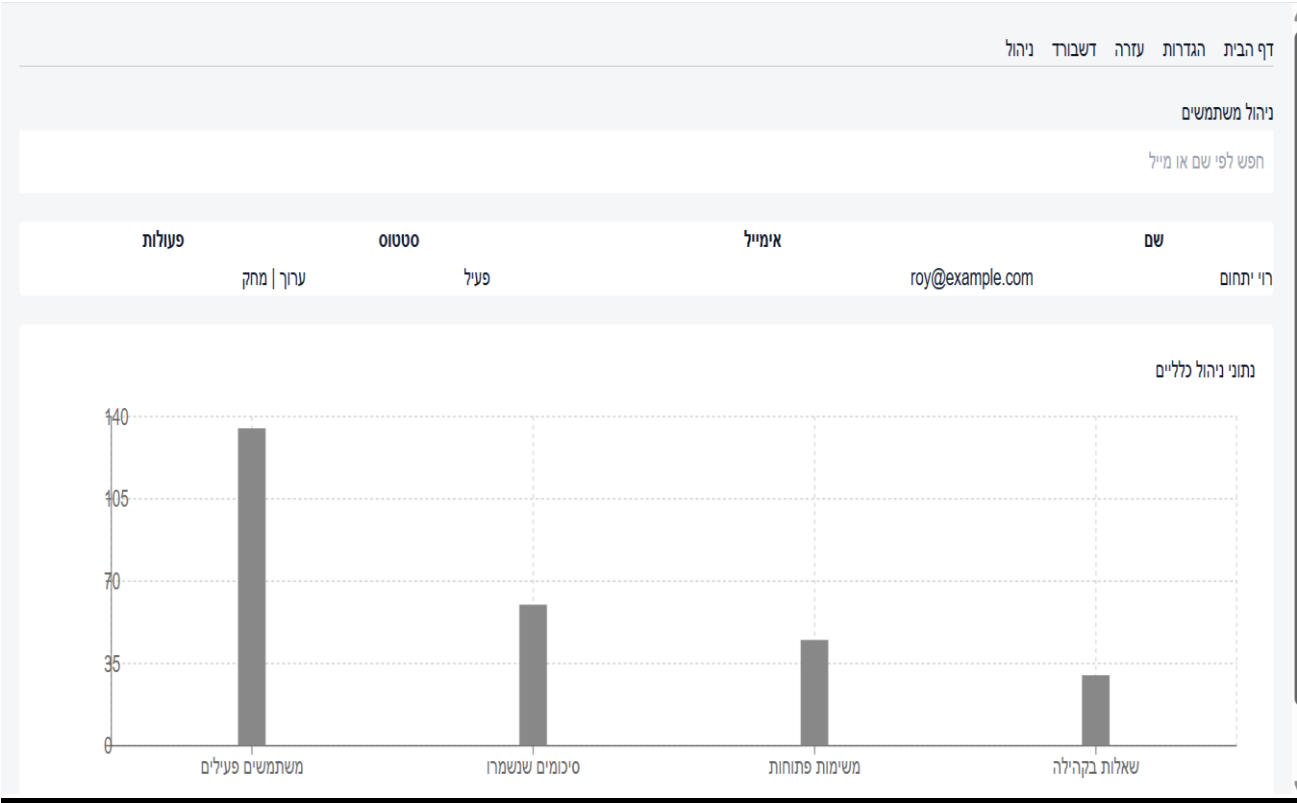 דף הבית הגדרות עזרה דשבורד ניהול
ניהול משתמשים
חפש לפי שם או מייל
שם אימייל סטטוס פעולות
רוי יתחום roy@example.com פעיל ערוך | מחק
נתוני ניהול כלליים
140
105
70
35
0
משתמשים פעילים סיכומים שנשמרו משימות פתוחות שאלות בקהילה